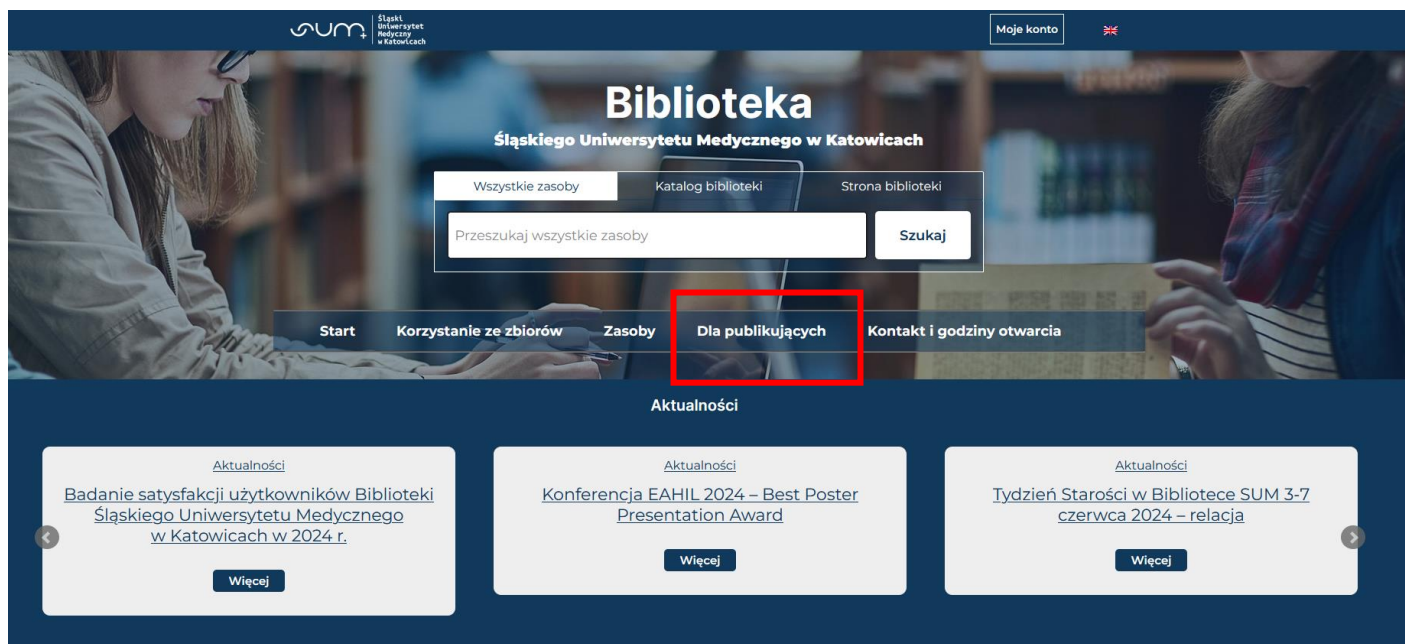 sum
Śląski
Uniwersytet
Medyczny
w Katowicach
Moje konto
Biblioteka
Śląskiego Uniwersytetu Medycznego w Katowicach
Wszystkie zasoby
Katalog biblioteki
Strona biblioteki
Przeszukaj wszystkie zasoby
Szukaj
Start
Korzystanie ze zbiorów
Zasoby
Dla publikujących
Kontakt i godziny otwarcia
Aktualności
Aktualności
Badanie satysfakcji użytkowników Biblioteki
Śląskiego Uniwersytetu Medycznego
w Katowicach w 2024 r.
Więcej
Aktualności
Konferencja EAHIL 2024 – Best Poster
Presentation Award
Więcej
Aktualności
Tydzień Starości w Bibliotece SUM 3-7
czerwca 2024 – relacja
Więcej